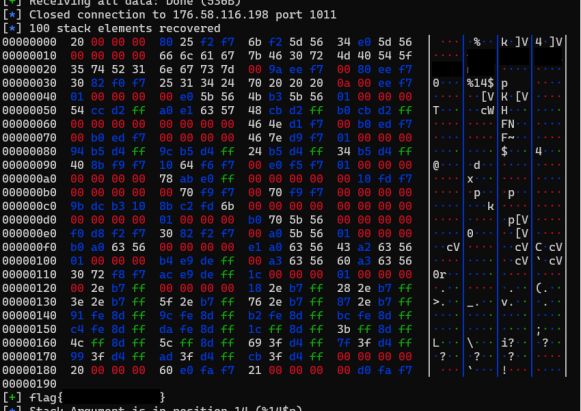 [+] Receiving all data: Done (536B)
[*] Closed connection to 176.58.116.198 port 1011
[*] 100 stack elements recovered
00000000 20 00 00 00 80 25 f2 f7 6b f2 5d 56 34 e0 5d 56
00000010 00 00 00 00 66 6c 61 67 7b 46 30 72 4d 40 54 5f
00000020 35 74 52 31 6e 67 73 7d 00 9a ee f7 00 80 ee f7
00000030 30 82 f0 f7 25 31 34 24 70 20 20 20 0a 00 ee f7
00000040 01 00 00 00 00 e0 5b 56 4b b3 5b 56 01 00 00 00
00000050 54 cc d2 ff a0 e1 63 57 48 cb d2 ff b0 cb d2 ff
00000060 00 00 00 00 00 00 00 00 46 4e d1 f7 00 b0 ed f7
00000070 00 b0 ed f7 00 00 00 00 46 7e d9 f7 01 00 00 00
00000080 94 b5 d4 ff 9c b5 d4 ff 24 b5 d4 ff 34 b5 d4 ff
00000090 40 8b f9 f7 10 64 f6 f7 00 e0 f5 f7 01 00 00 00
000000a0 00 00 00 00 78 ab e0 ff 00 00 00 00 00 10 fd f7
000000b0 00 00 00 00 00 70 f9 f7 00 70 f9 f7 00 00 00 00
000000c0 9b dc b3 10 8b c2 fd 6b 00 00 00 00 00 00 00 00
000000d0 00 00 00 00 01 00 00 00 b0 70 5b 56 00 00 00 00
000000e0 f0 d8 f2 f7 30 82 f2 f7 00 a0 5b 56 01 00 00 00
000000f0 b0 a0 63 56 00 00 00 00 e1 a0 63 56 43 a2 63 56
00000100 01 00 00 00 b4 e9 de ff 00 a3 63 56 60 a3 63 56
00000110 30 72 f8 f7 ac e9 de ff 1c 00 00 00 01 00 00 00
00000120 00 2e b7 ff 00 00 00 00 18 2e b7 ff 28 2e b7 ff
00000130 3e 2e b7 ff 5f 2e b7 ff 76 2e b7 ff 87 2e b7 ff
00000140 91 fe 8d ff 9c fe 8d ff b2 fe 8d ff bc fe 8d ff
00000150 c4 fe 8d ff da fe 8d ff 1c ff 8d ff 3b ff 8d ff
00000160 4c ff 8d ff 5c ff 8d ff 69 3f d4 ff 7f 3f d4 ff
00000170 99 3f d4 ff ad 3f d4 ff cb 3f d4 ff 00 00 00 00
00000180 20 00 00 00 60 e0 fa f7 21 00 00 00 00 d0 fa f7
00000190
[+] flag{ }
[*] Stack Argument is in position 14 (%14$p)